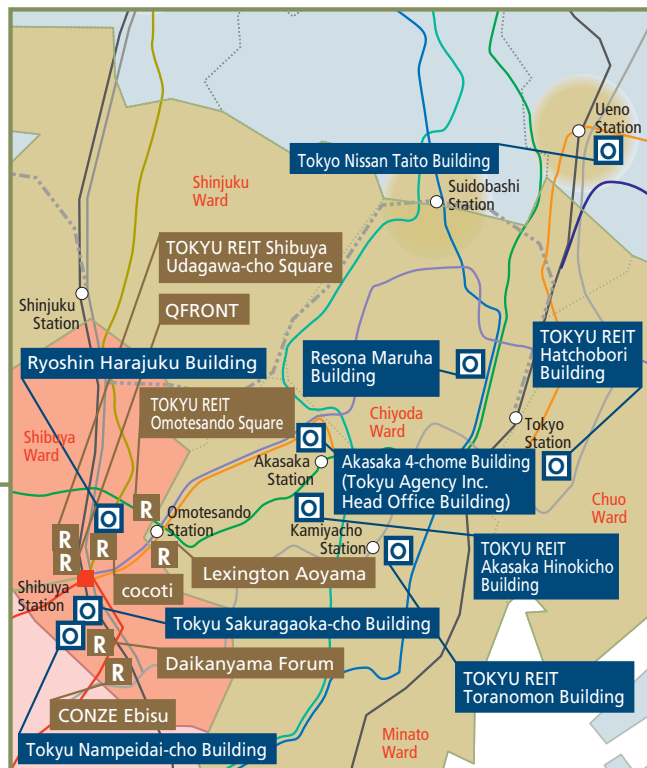 Ueno
Station
O
Tokyo Nissan Taito Building
Suidobashi
Station
Shinjuku
Ward
TOKYU REIT Shibuya
Udagawa-cho Square
Shinjuku
Station
QFRONT
Ryoshin Harajuku Building
Resona Maruha
Building
O
TOKYU REIT
Hatchobori
Building
TOKYU REIT
Omotesando Square
Chiyoda
Ward
Tokyo
Station
Shibuya
Ward
O
Akasaka
Station
Akasaka 4-chome Building
(Tokyu Agency Inc.
Head Office Building)
O
Chuo
Ward
R
O
Omotesando
Station
O
Kamiyacho
Station
O
R
R
R
R
Lexington Aoyama
TOKYU REIT
Akasaka Hinokicho
Building
Shibuya
Station
cocoti
O
Tokyu Sakuragaoka-cho Building
O
R
Daikanyama Forum
R
TOKYU REIT
Toranomon Building
CONZE Ebisu
Tokyu Nampeidai-cho Building
Minato
Ward